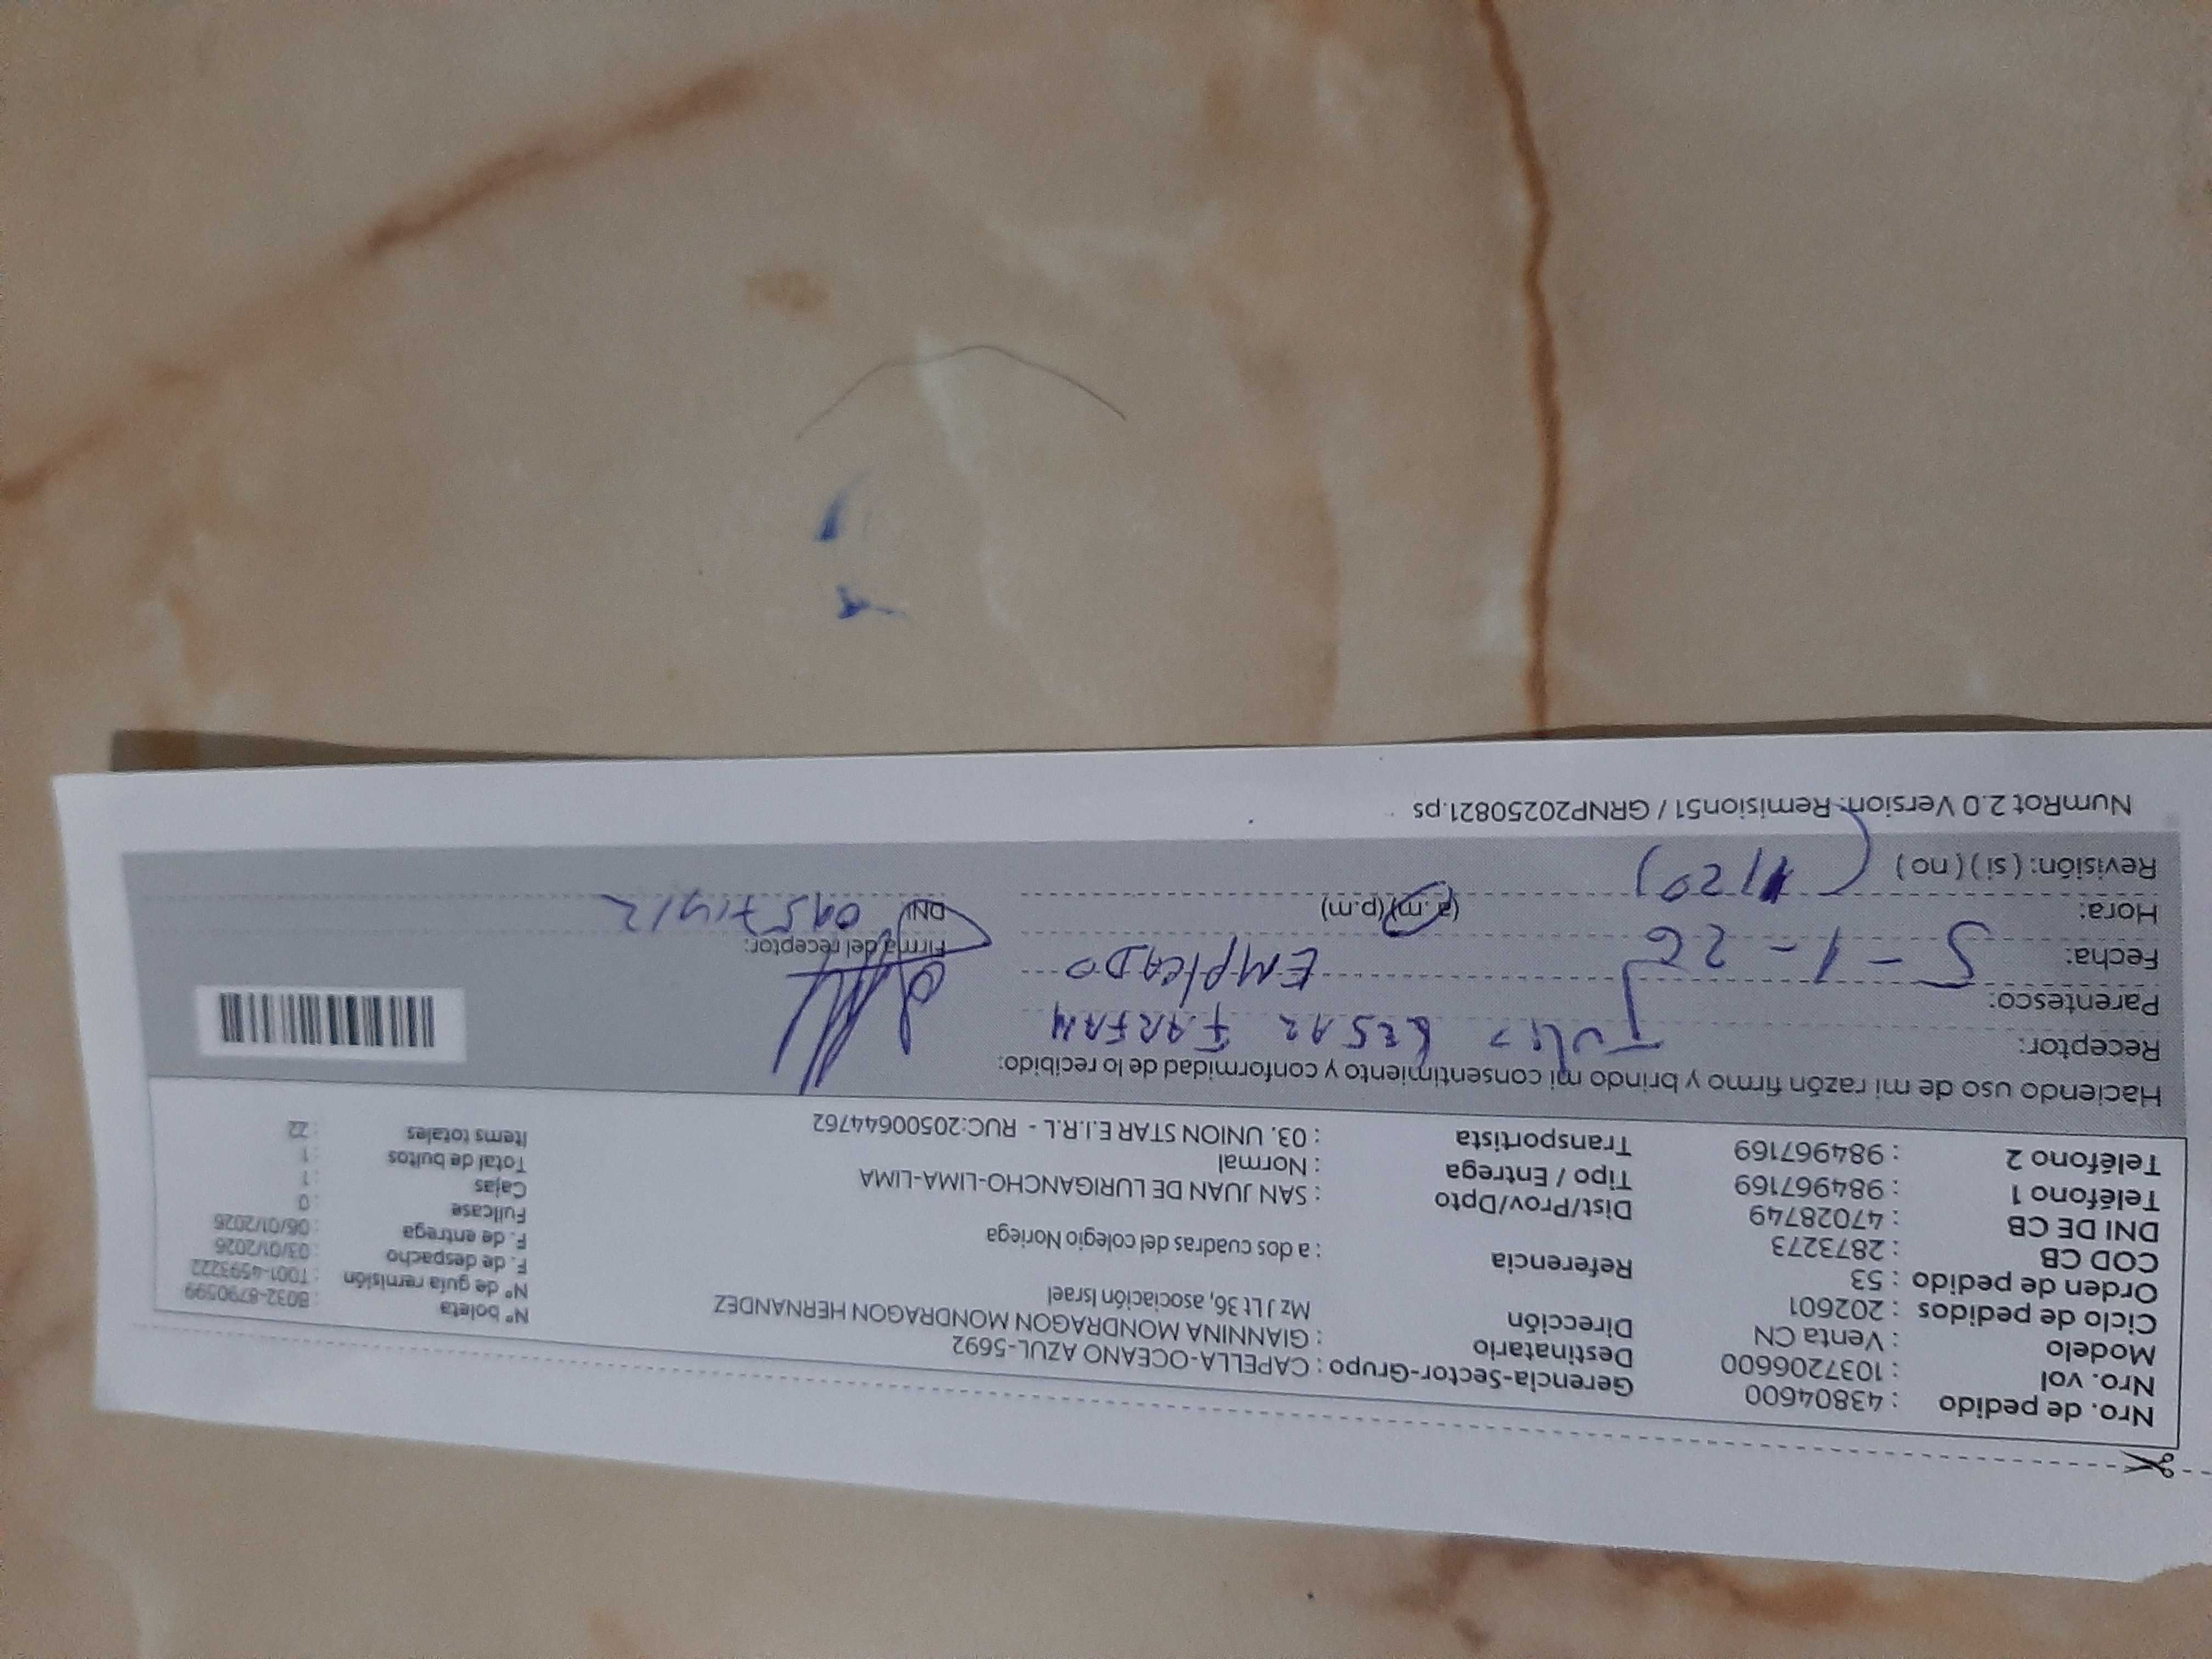 Nro. de pedido : 43804600
Nro. vol : 1037206600
Modelo : Venta CN
Ciclo de pedidos : 202601
Orden de pedido : 53
COD CB : 2873273
DNI DE CB : 47028749
Teléfono 1 : 984967169
Teléfono 2 : 984967169
Gerencia-Sector-Grupo : CAPELLA-OCEANO AZUL-5692
Destinatario : GIANNINA MONDRAGON MONDRAGON HERNANDEZ
Dirección Mz J Lt 36, asociación Israel
Referencia : a dos cuadras del colegio Noriega
Dist/Prov/Dpto : SAN JUAN DE LURIGANCHO-LIMA-LIMA
Tipo / Entrega : Normal
Transportista : 03. UNION STAR E.I.R.L - RUC:20500644762
N° boleta : B032-8790599
N° de guía remisión : T001-4593222
F. de despacho : 03/01/2026
F. de entrega : 06/01/2026
Fullcase : 0
Cajas : 1
Total de bultos : 1
Items totales : 22
Haciendo uso de mi razón firmo y brindo mi consentimiento y conformidad de lo recibido:
Receptor: CESAR FARFAN
Parentesco: EMPLEADO
Fecha: 5-1-26
Hora: (a.m)(p.m)
Revisión: ( si ) ( no )
Firma del receptor:
DNI
NumRot 2.0 Version: Remision51 / GRNP20250821.ps